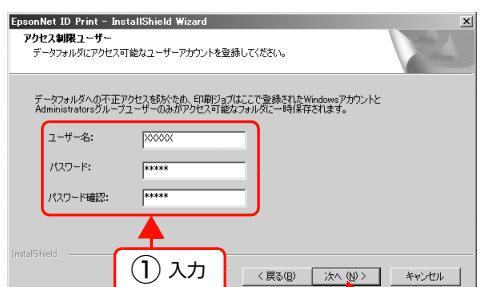 EpsonNet ID Print - InstallShield Wizard
アクセス制限ユーザー
データフォルダにアクセス可能なユーザーアカウントを登録してください。
データフォルダへの不正アクセスを防ぐため、印刷ジョブはここで登録されたWindowsアカウントと
Administratorsグループユーザーのみがアクセス可能なフォルダに一時保存されます。
ユーザー名: XXXXX
パスワード: *****
パスワード確認: *****
InstallShield
① 入力
< 戻る(B) 次へ (N) > キャンセル